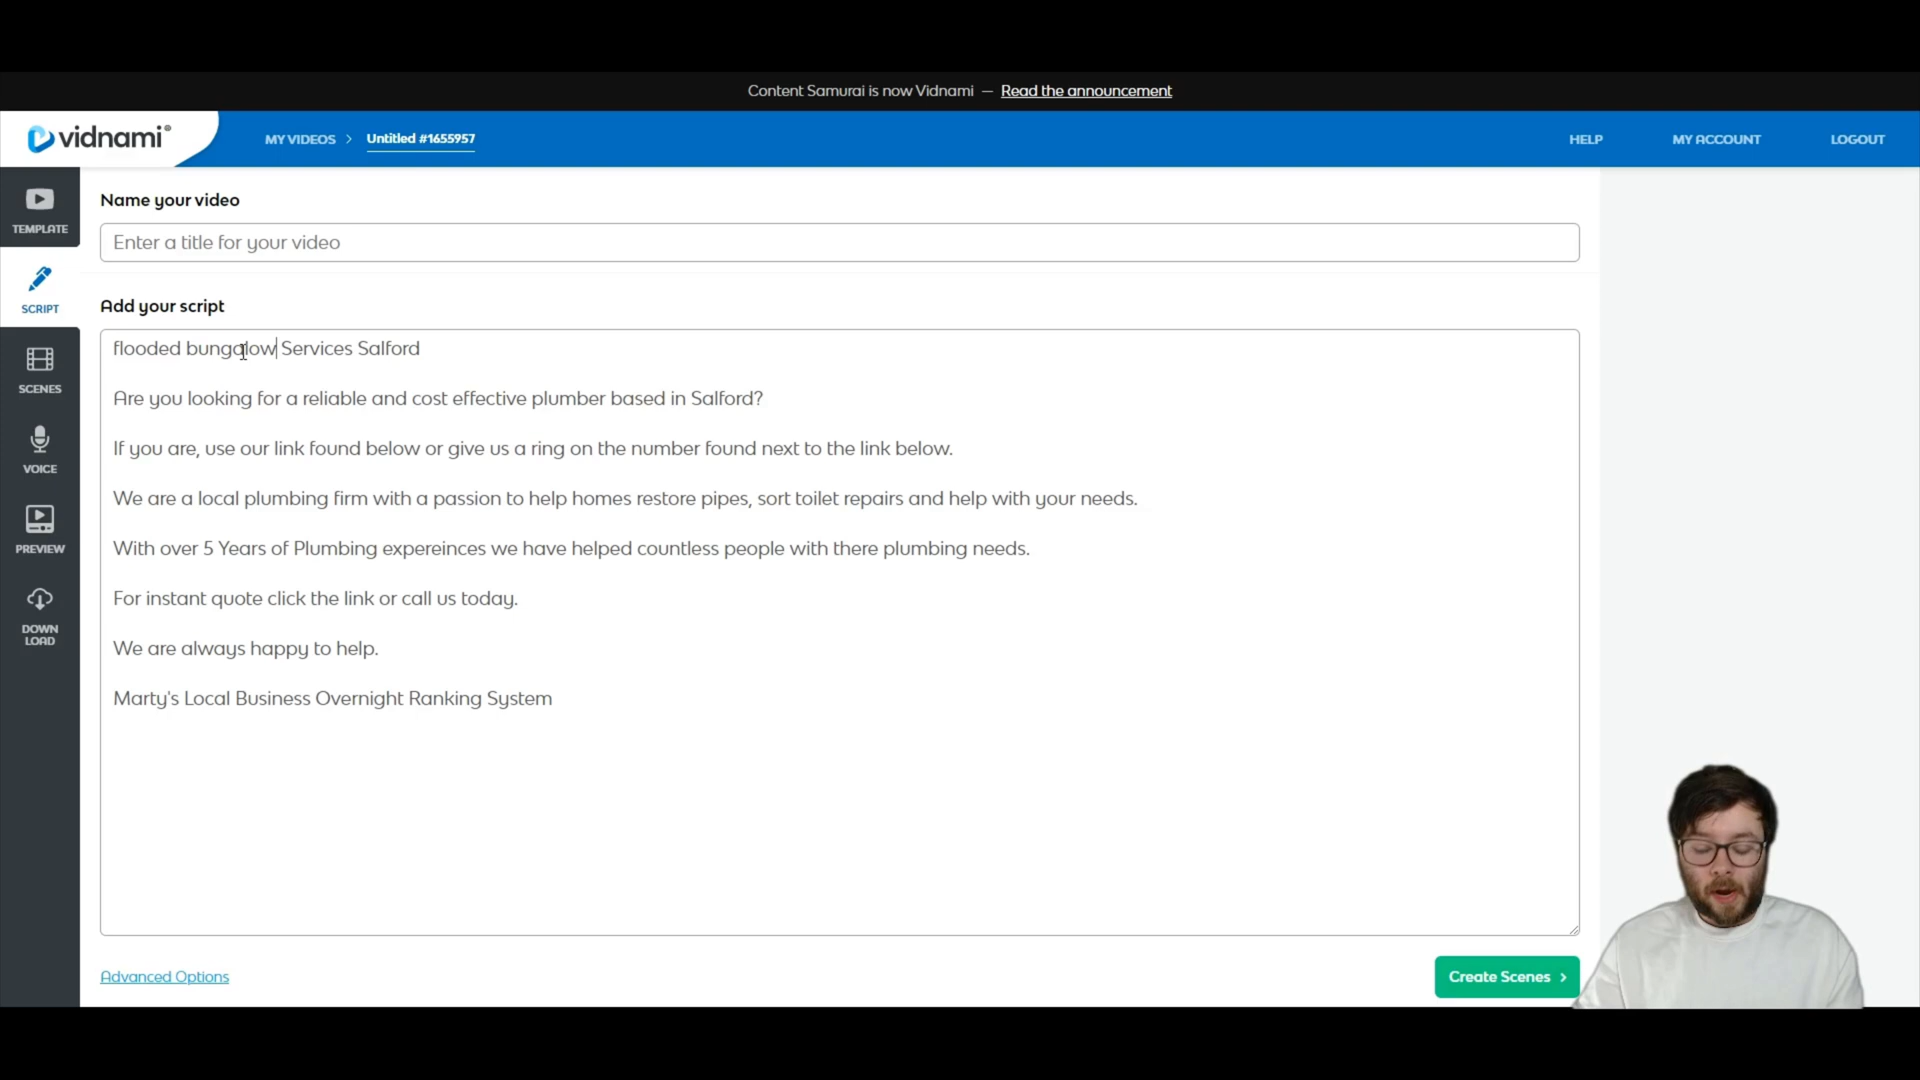 Content Samurai is now Vidnami — Read the announcement
vidnami®
MY VIDEOS > Untitled #1655957
HELP
MY ACCOUNT
LOGOUT
TEMPLATE
SCRIPT
SCENES
VOICE
PREVIEW
DOWN
LOAD
Name your video
Enter a title for your video
Add your script
flooded bungalow Services Salford
Are you looking for a reliable and cost effective plumber based in Salford?
If you are, use our link found below or give us a ring on the number found next to the link below.
We are a local plumbing firm with a passion to help homes restore pipes, sort toilet repairs and help with your needs.
With over 5 Years of Plumbing expereinces we have helped countless people with there plumbing needs.
For instant quote click the link or call us today.
We are always happy to help.
Marty's Local Business Overnight Ranking System
Advanced Options
Create Scenes >